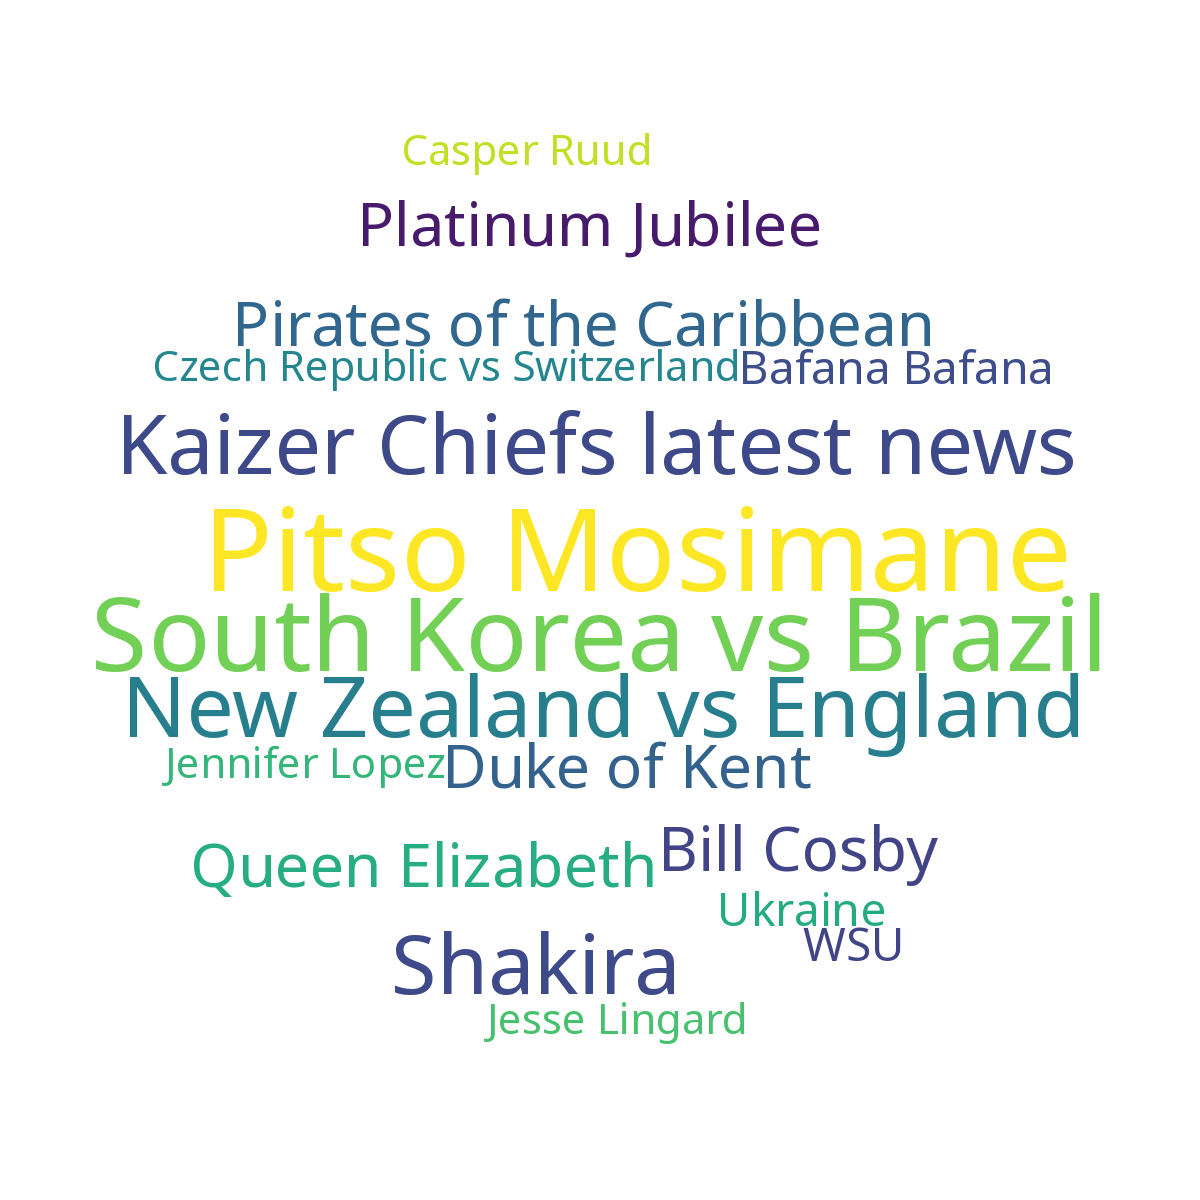 Casper Ruud
Platinum Jubilee
Pirates of the Caribbean
Czech Republic vs Switzerland
Bafana Bafana
Kaizer Chiefs latest news
Pitso Mosimane
South Korea vs Brazil
New Zealand vs England
Jennifer Lopez
Duke of Kent
Bill Cosby
Queen Elizabeth
Ukraine
WSU
Shakira
Jesse Lingard